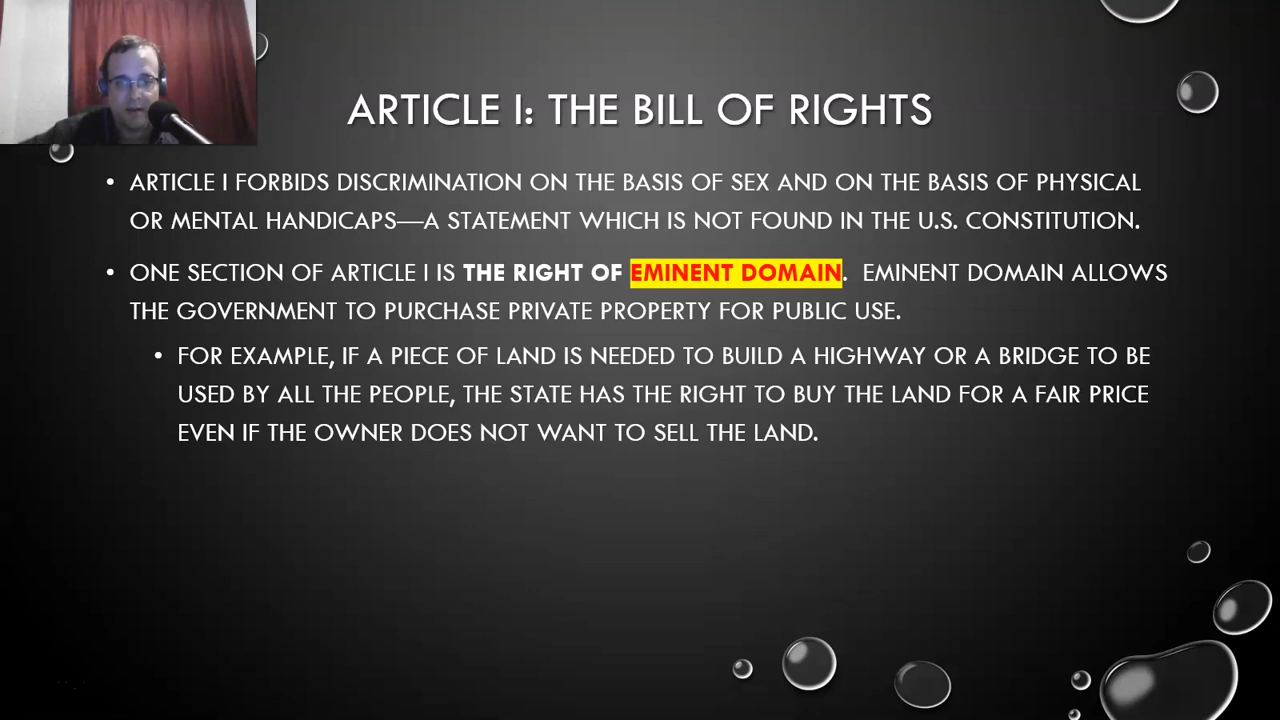 ARTICLE I: THE BILL OF RIGHTS
• ARTICLE I FORBIDS DISCRIMINATION ON THE BASIS OF SEX AND ON THE BASIS OF PHYSICAL
OR MENTAL HANDICAPS—A STATEMENT WHICH IS NOT FOUND IN THE U.S. CONSTITUTION.
• ONE SECTION OF ARTICLE I IS THE RIGHT OF EMINENT DOMAIN. EMINENT DOMAIN ALLOWS
THE GOVERNMENT TO PURCHASE PRIVATE PROPERTY FOR PUBLIC USE.
• FOR EXAMPLE, IF A PIECE OF LAND IS NEEDED TO BUILD A HIGHWAY OR A BRIDGE TO BE
USED BY ALL THE PEOPLE, THE STATE HAS THE RIGHT TO BUY THE LAND FOR A FAIR PRICE
EVEN IF THE OWNER DOES NOT WANT TO SELL THE LAND.